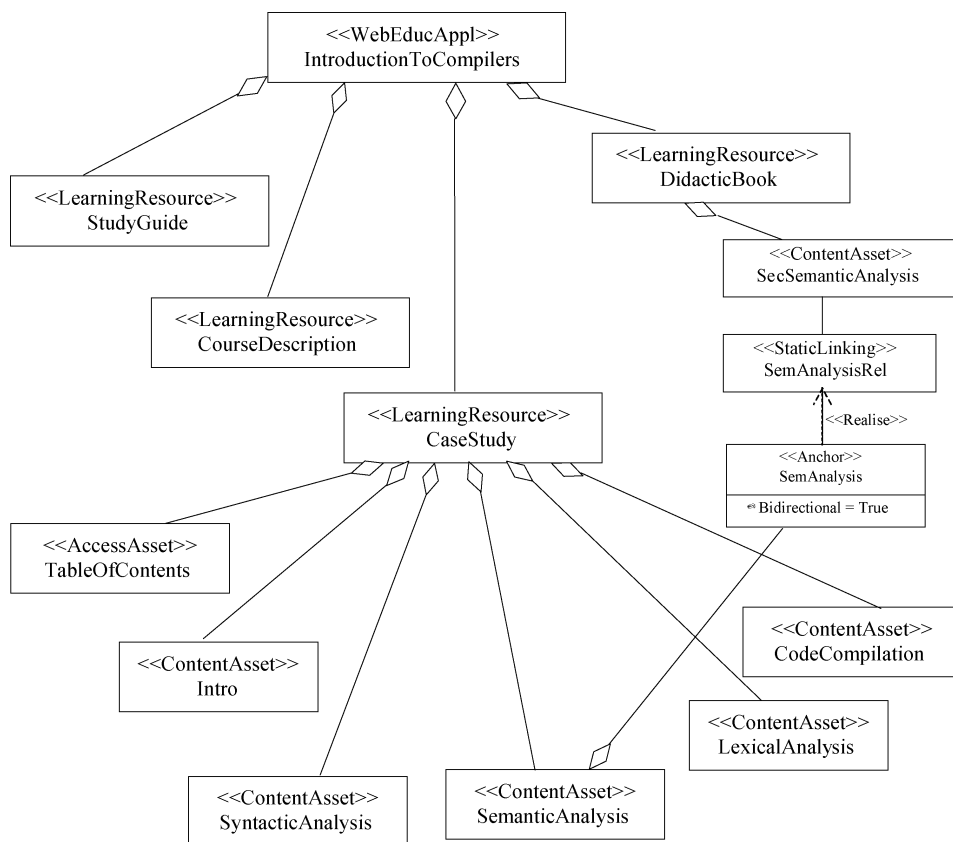 <<WebEducAppl>>
IntroductionToCompilers
<<LearningResource>>
DidacticBook
<<LearningResource>>
StudyGuide
<<ContentAsset>>
SecSemanticAnalysis
<<LearningResource>>
CourseDescription
<<StaticLinking>>
SemAnalysisRel
<<LearningResource>>
CaseStudy
<<Realise>>
<<Anchor>>
SemAnalysis
Bidirectional = True
<<AccessAsset>>
TableOfContents
<<ContentAsset>>
CodeCompilation
<<ContentAsset>>
Intro
<<ContentAsset>>
LexicalAnalysis
<<ContentAsset>>
SyntacticAnalysis
<<ContentAsset>>
SemanticAnalysis